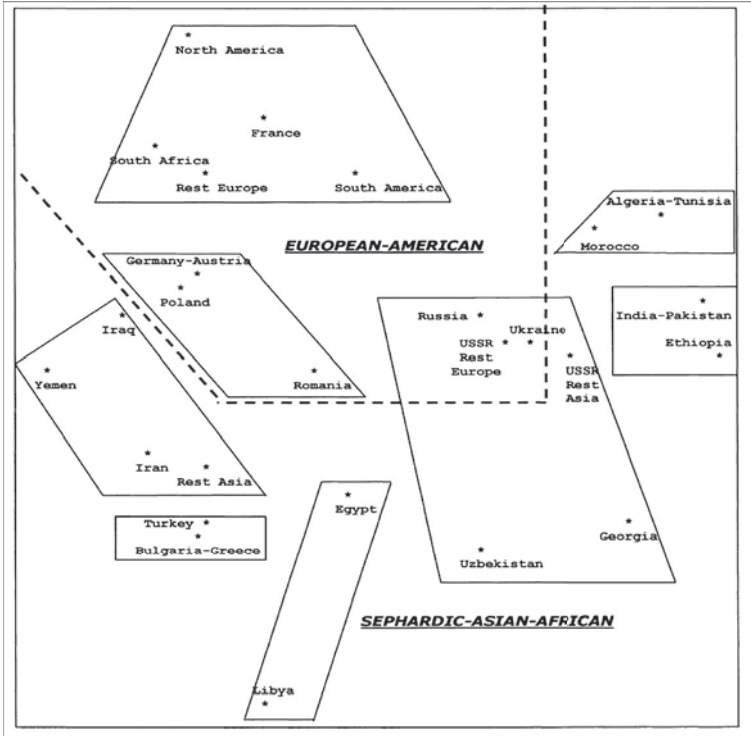 North America
France
South Africa
Rest Europe
South America
Algeria-Tunisia
Morocco
EUROPEAN-AMERICAN
Germany-Austria
Poland
India-Pakistan
Iraq
Russia
Ukraine
USSR
Rest
Europe
Ethiopia
USSR
Rest
Asia
Yemen
Romania
Iran
Rest Asia
Egypt
Turkey
Bulgaria-Greece
Georgia
Uzbekistan
SEPHARDIC-ASIAN-AFRICAN
Libya